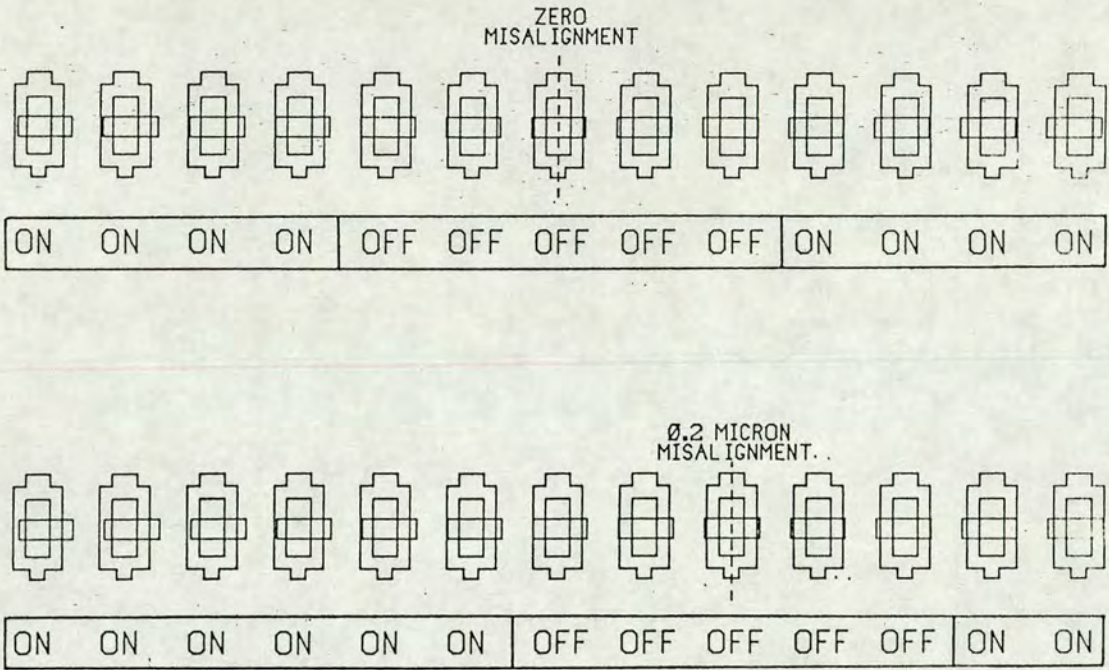 ZERO
MISALIGNMENT
ON ON ON ON OFF OFF OFF OFF OFF ON ON ON ON
Ø.2 MICRON
MISALIGNMENT
ON ON ON ON ON ON OFF OFF OFF OFF OFF ON ON